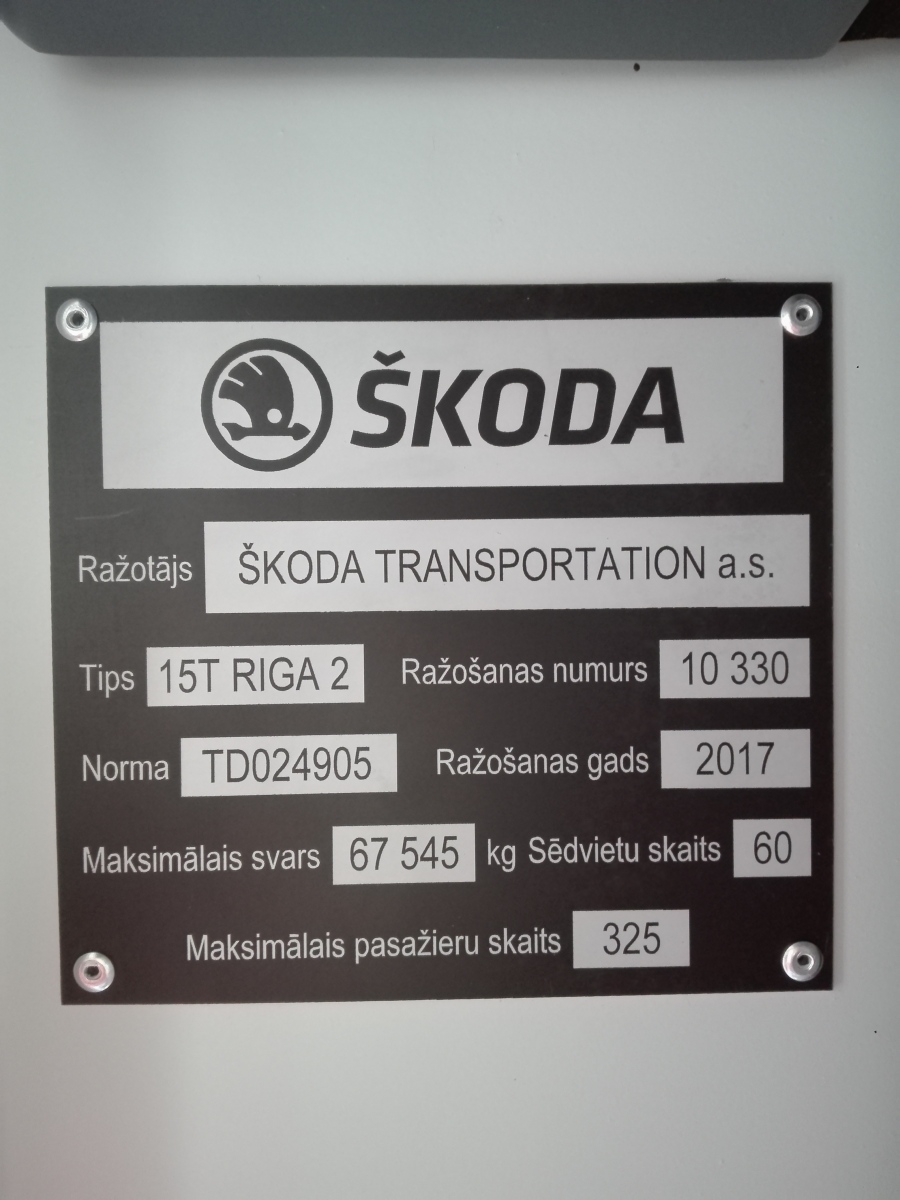 ŠKODA
Ražotājs ŠKODA TRANSPORTATION a.s.
Tips 15T RIGA 2 Ražošanas numurs 10 330
Norma TD024905 Ražošanas gads 2017
Maksimālais svars 67 545 kg Sēdvietu skaits 60
Maksimālais pasažieru skaits 325